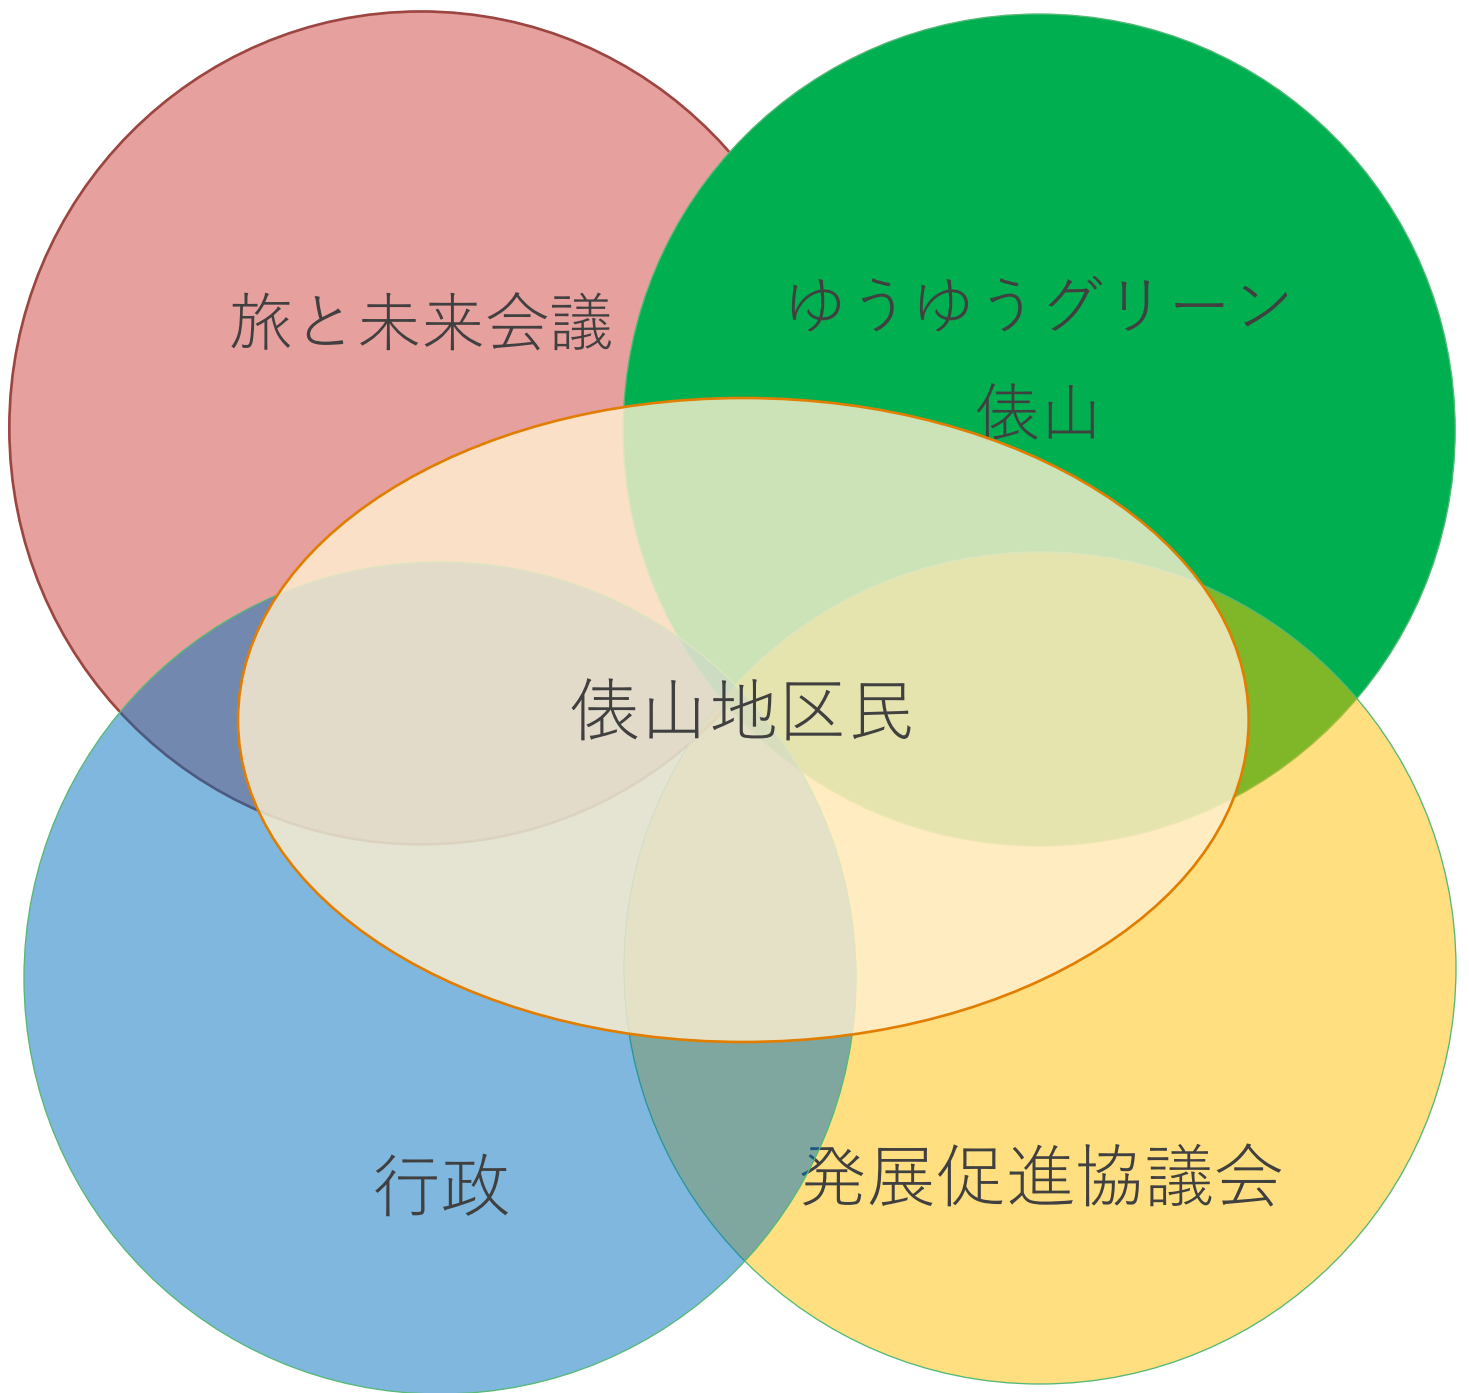 旅と未来会議
ゆうゆうグリーン
俵山
俵山地区民
行政
発展促進協議会